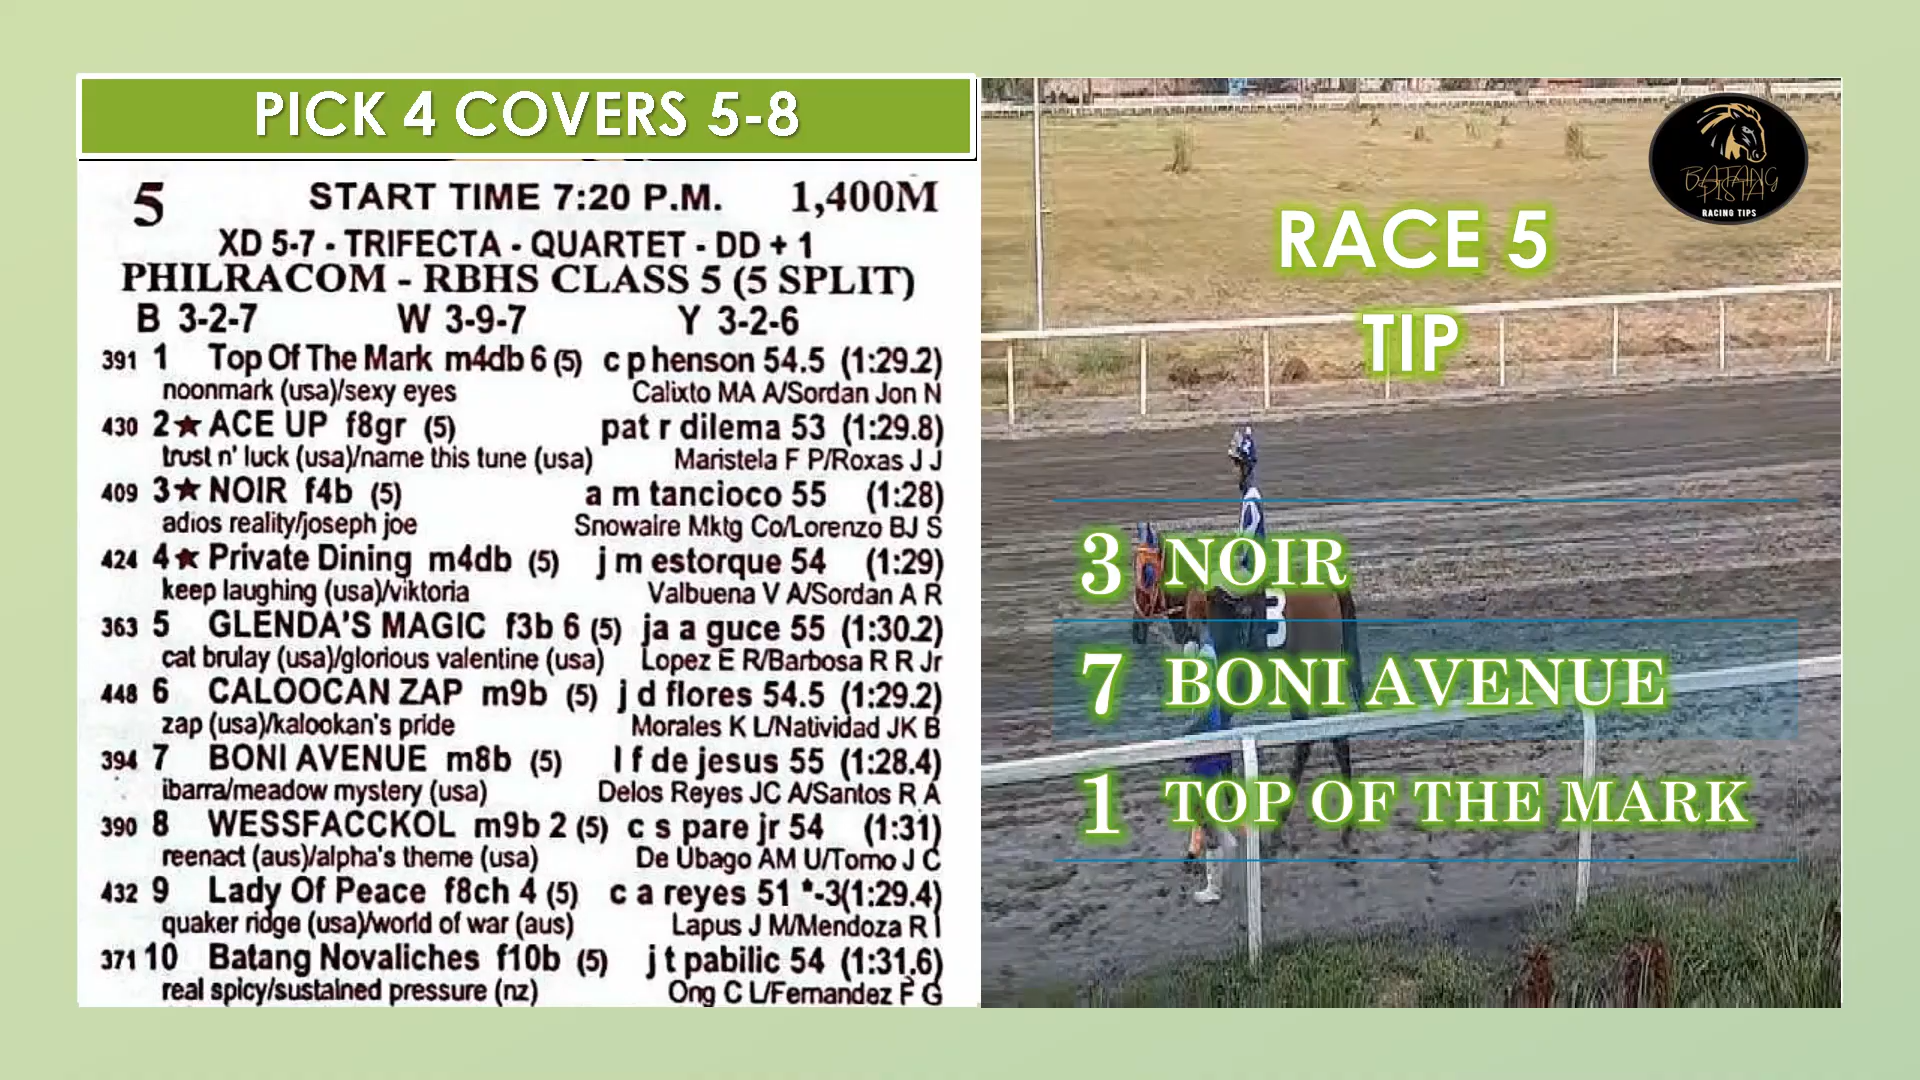 PICK 4 COVERS 5-8
5 START TIME 7:20 P.M. 1,400M
XD 5-7 - TRIFECTA - QUARTET - DD + 1
PHILRACOM - RBHS CLASS 5 (5 SPLIT)
B 3-2-7 W 3-9-7 Y 3-2-6
391 1 Top Of The Mark m4db 6 (5) c p henson 54.5 (1:29.2)
noonmark (usa)/sexy eyes Calixto MA A/Sordan Jon N
430 2★ ACE UP f8gr (5) pat r dilema 53 (1:29.8)
trust n' luck (usa)/name this tune (usa) Maristela F P/Roxas J J
409 3★ NOIR f4b (5) a m tancioco 55 (1:28)
adios reality/joseph joe Snowaire Mktg Co/Lorenzo BJ S
424 4★ Private Dining m4db (5) j m estorque 54 (1:29)
keep laughing (usa)/viktoria Valbuena V A/Sordan A R
363 5 GLENDA'S MAGIC f3b 6 (5) ja a guce 55 (1:30.2)
cat brulay (usa)/glorious valentine (usa) Lopez E R/Barbosa R R Jr
448 6 CALOOCAN ZAP m9b (5) j d flores 54.5 (1:29.2)
zap (usa)/kalookan's pride Morales K L/Natividad JK B
394 7 BONI AVENUE m8b (5) l f de jesus 55 (1:28.4)
ibarra/meadow mystery (usa) Delos Reyes JC A/Santos R A
390 8 WESSFACCKOL m9b 2 (5) c s pare jr 54 (1:31)
reenact (aus)/alpha's theme (usa) De Ubago AM U/Tomo J C
432 9 Lady Of Peace f8ch 4 (5) c a reyes 51 *-3(1:29.4)
quaker ridge (usa)/world of war (aus) Lapus J M/Mendoza R I
371 10 Batang Novaliches f10b (5) j t pabilic 54 (1:31.6)
real spicy/sustained pressure (nz) Ong C L/Fernandez F G
BATANG
PISTA
RACING TIPS
RACE 5
TIP
3 NOIR
3
7 BONI AVENUE
1 TOP OF THE MARK